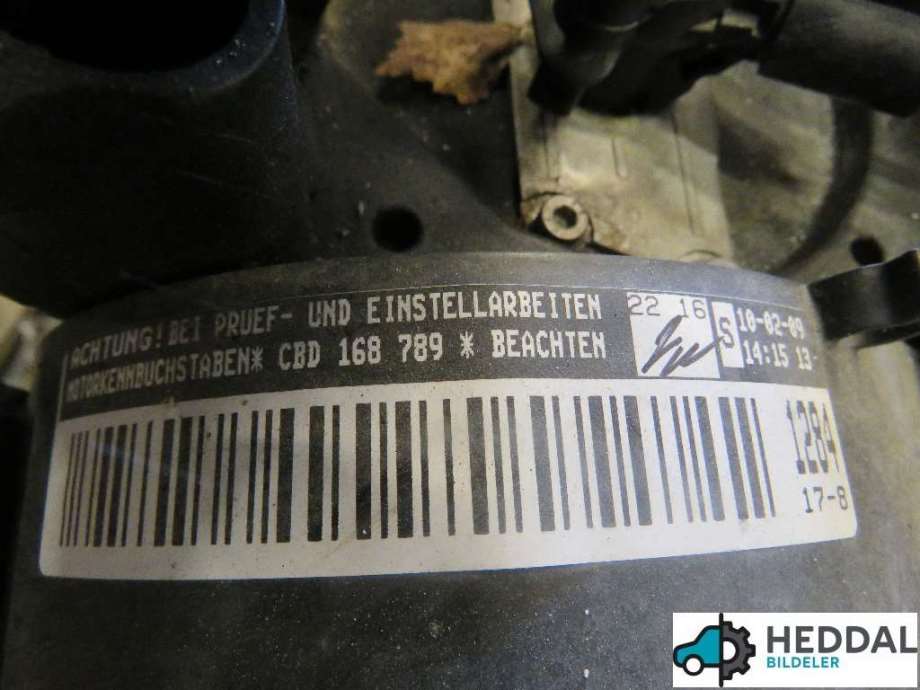 ACHTUNG! BEI PRUEF- UND EINSTELLARBEITEN
MOTORKENNBUCHSTABEN* CBD 168 789 * BEACHTEN
22 16
S
10-02-09
14:15 13
1284
17-8
HEDDAL
BILDELER